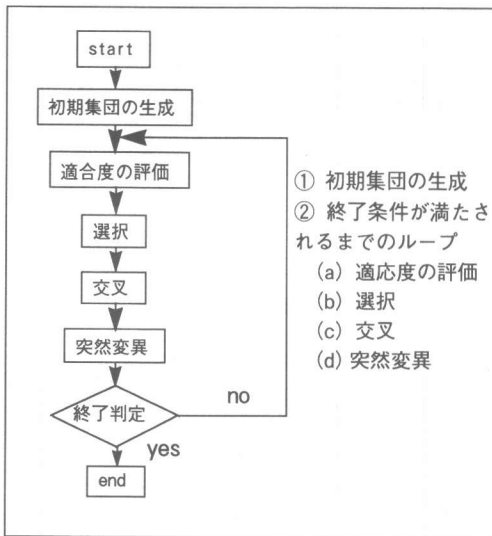 start
初期集団の生成
適合度の評価
選択
交叉
突然変異
終了判定
no
yes
end
① 初期集団の生成
② 終了条件が満たさ
れるまでのループ
(a) 適応度の評価
(b) 選択
(c) 交叉
(d) 突然変異